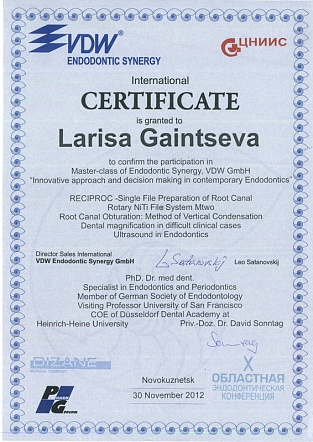 VDW®
ENDODONTIC SYNERGY
ЦНИИС
International
CERTIFICATE
is granted to
Larisa Gaintseva
to confirm the participation in
Master-class of Endodontic Synergy, VDW GmbH
"Innovative approach and decision making in contemporary Endodontics"
RECIPROC -Single File Preparation of Root Canal
Rotary NiTi File System Mtwo
Root Canal Obturation: Method of Vertical Condensation
Dental magnification in difficult clinical cases
Ultrasound in Endodontics
Director Sales International
VDW Endodontic Synergy GmbH
Leo Satanovskij
PhD. Dr. med dent.
Specialist in Endodontics and Periodontics
Member of German Society of Endodontology
Visiting Professor University of San Francisco
COE of Düsseldorf Dental Academy at
Heinrich-Heine University
Priv.-Doz. Dr. David Sonntag
DIZANE
X
ОБЛАСТНАЯ
ЭНДОДОНТИЧЕСКАЯ
КОНФЕРЕНЦИЯ
P
G
Novokuznetsk
30 November 2012